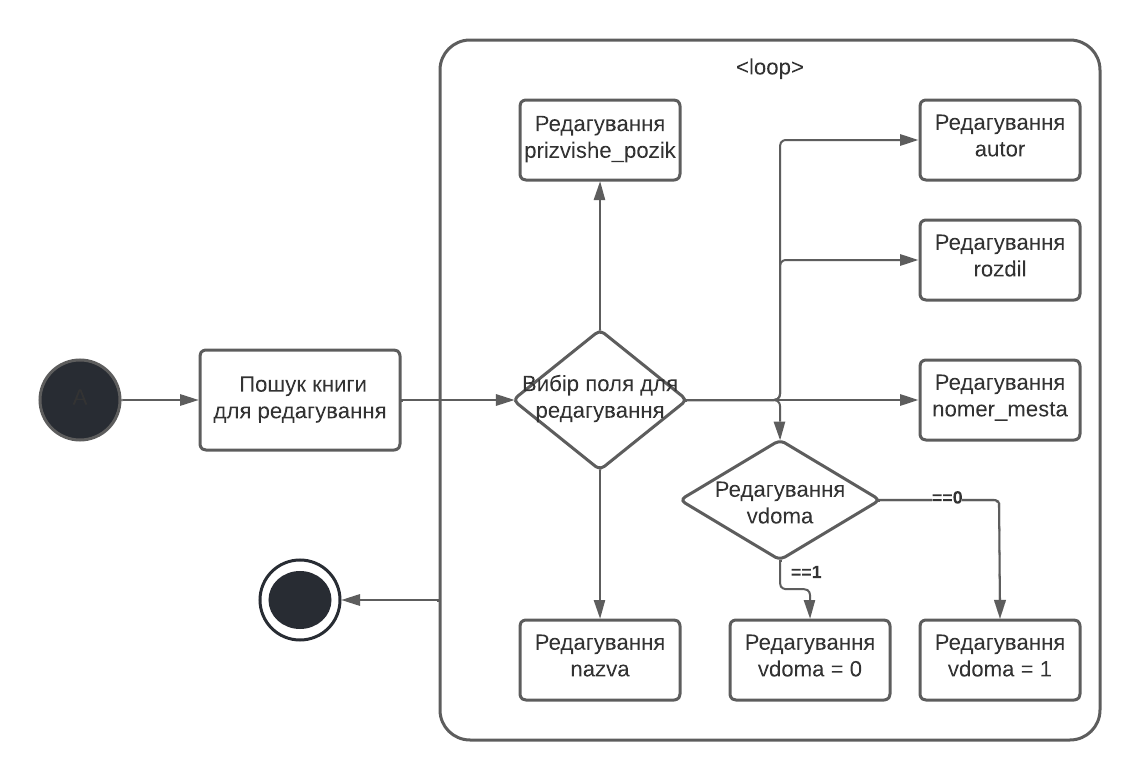 <loop>
Редагування
prizvishe_pozik
Редагування
autor
Редагування
rozdil
A
Пошук книги
для редагування
Вибір поля для
редагування
Редагування
nomer_mesta
Редагування
vdoma
==0
==1
Редагування
nazva
Редагування
vdoma = 0
Редагування
vdoma = 1